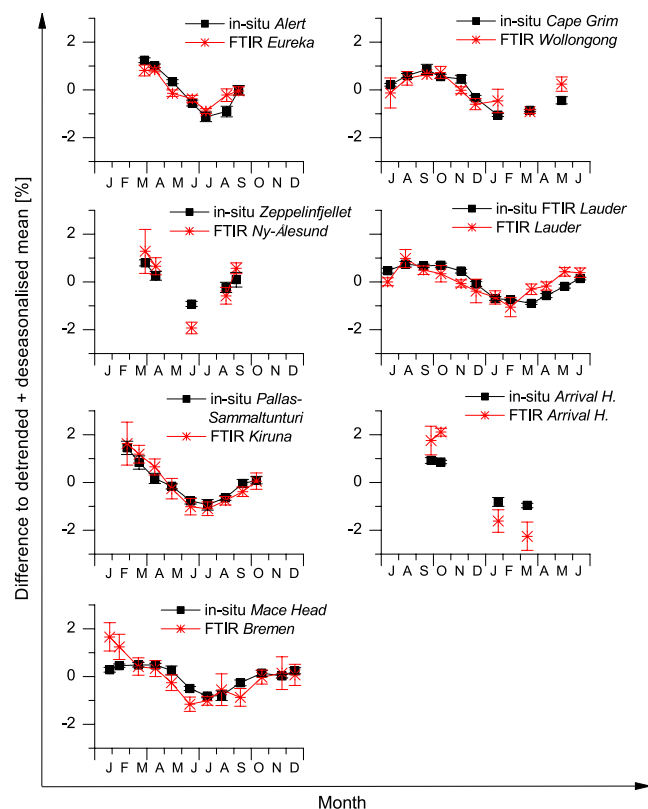 Difference to detrended + deseasonalised mean [%]
in-situ Alert
FTIR Eureka
2
0
-2
J F M A M J J A S O N D
in-situ Cape Grim
FTIR Wollongong
2
0
-2
J A S O N D J F M A M J
in-situ Zeppelinfjellet
FTIR Ny-Ålesund
2
0
-2
J F M A M J J A S O N D
in-situ FTIR Lauder
FTIR Lauder
2
0
-2
J A S O N D J F M A M J
in-situ Pallas-
Sammaltunturi
FTIR Kiruna
2
0
-2
J F M A M J J A S O N D
in-situ Arrival H.
FTIR Arrival H.
2
0
-2
J A S O N D J F M A M J
in-situ Mace Head
FTIR Bremen
2
0
-2
J F M A M J J A S O N D
Month